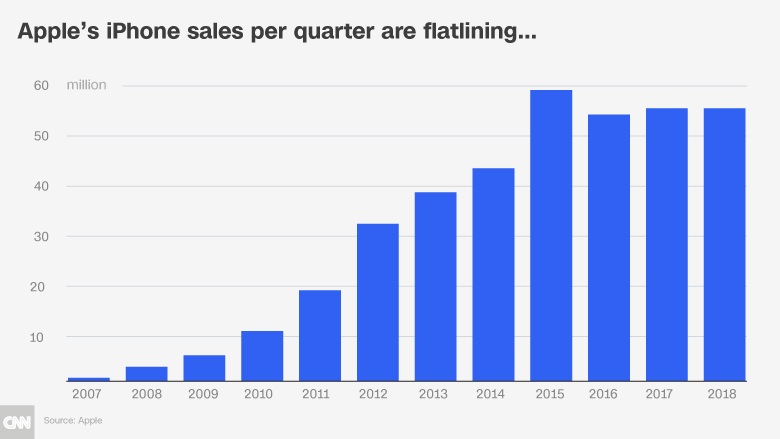 Apple’s iPhone sales per quarter are flatlining...
60 million
50
40
30
20
10
2007 2008 2009 2010 2011 2012 2013 2014 2015 2016 2017 2018
CNN Source: Apple